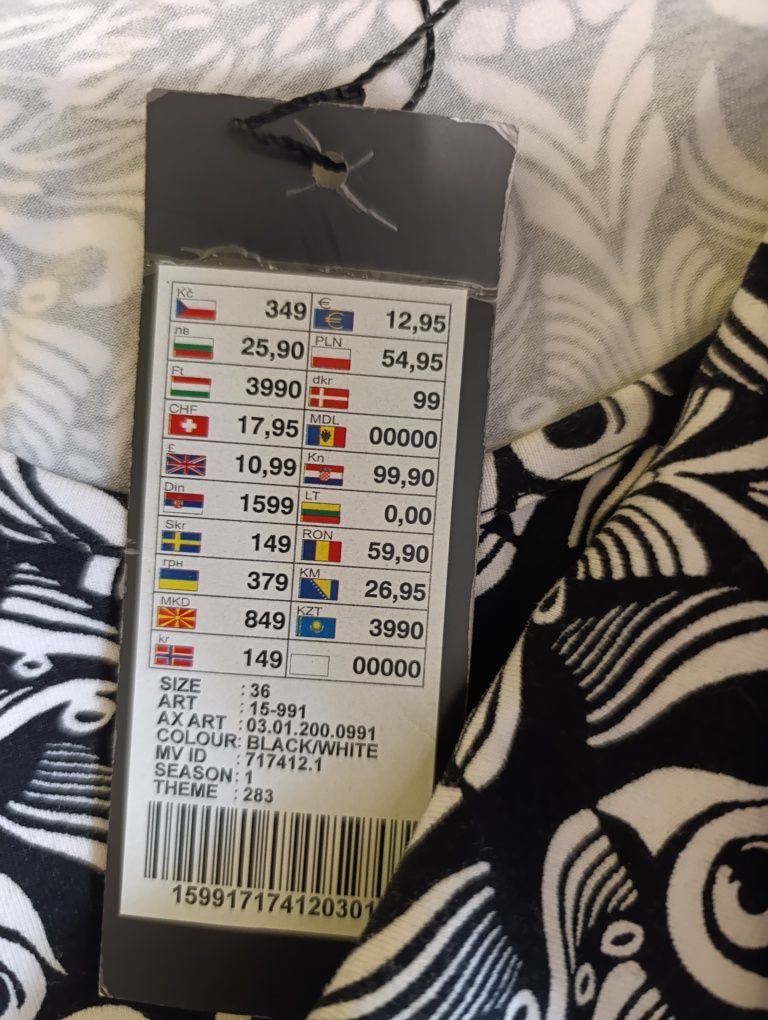 Kč 349 € € 12,95
лв 25,90 PLN 54,95
Ft 3990 dkr 99
CHF 17,95 MDL 00000
£ 10,99 Kn 99,90
Din 1599 LT 0,00
Skr 149 RON 59,90
грн 379 KM 26,95
MKD 849 KZT 3990
kr 149 00000
SIZE : 36
ART : 15-991
AX ART : 03.01.200.0991
COLOUR: BLACK/WHITE
MV ID : 717412.1
SEASON: 1
THEME : 283
159917174120301